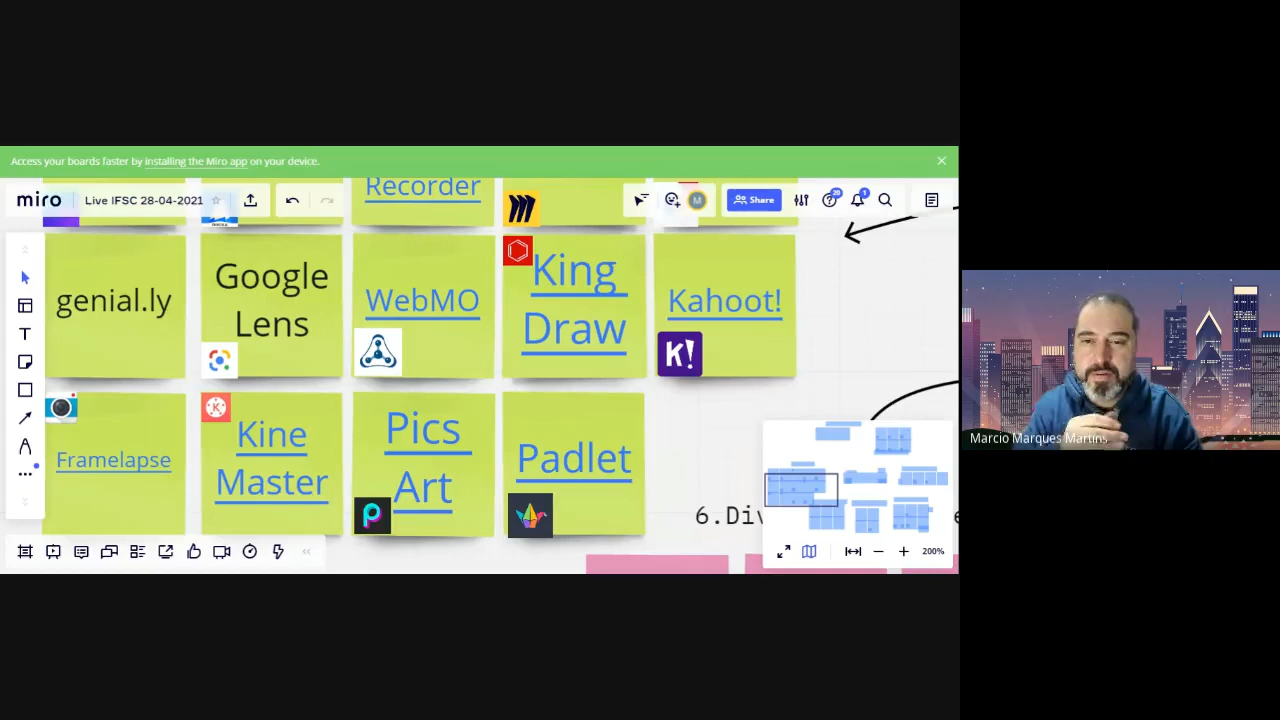 Access your boards faster by installing the Miro app on your device.
miro
Live IFSC 28-04-2021
Recorder
M
Share
20
1
genial.ly
Google
Lens
WebMO
King
Draw
Kahoot!
K!
Framelapse
K
Kine
Master
Pics
Art
Padlet
6.Div
200%
Marcio Marques Martins